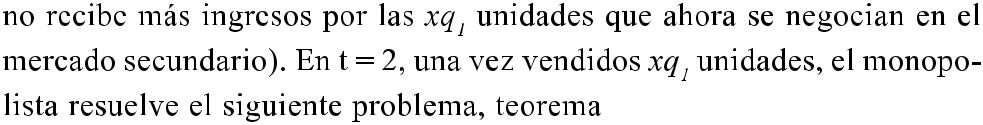 no recibe más ingresos por las xq₁ unidades que ahora se negocian en el
mercado secundario). En t = 2, una vez vendidos xq₁ unidades, el monopo-
lista resuelve el siguiente problema, teorema